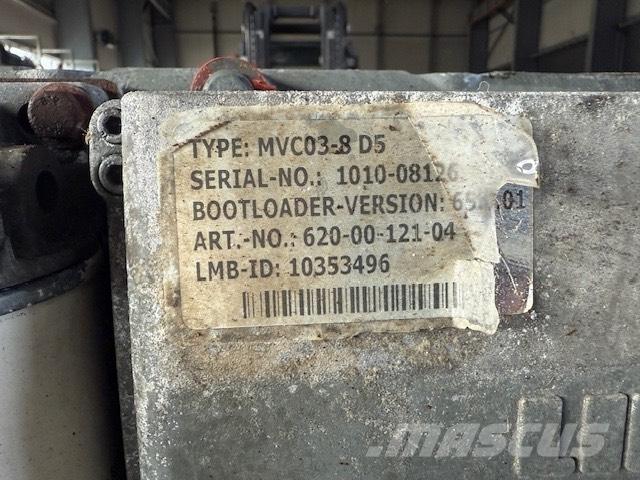 TYPE: MVC03-8 D5
SERIAL-NO.: 1010-08126
BOOTLOADER-VERSION:
ART.-NO.: 620-00-121-04
LMB-ID: 10353496
MASCUS